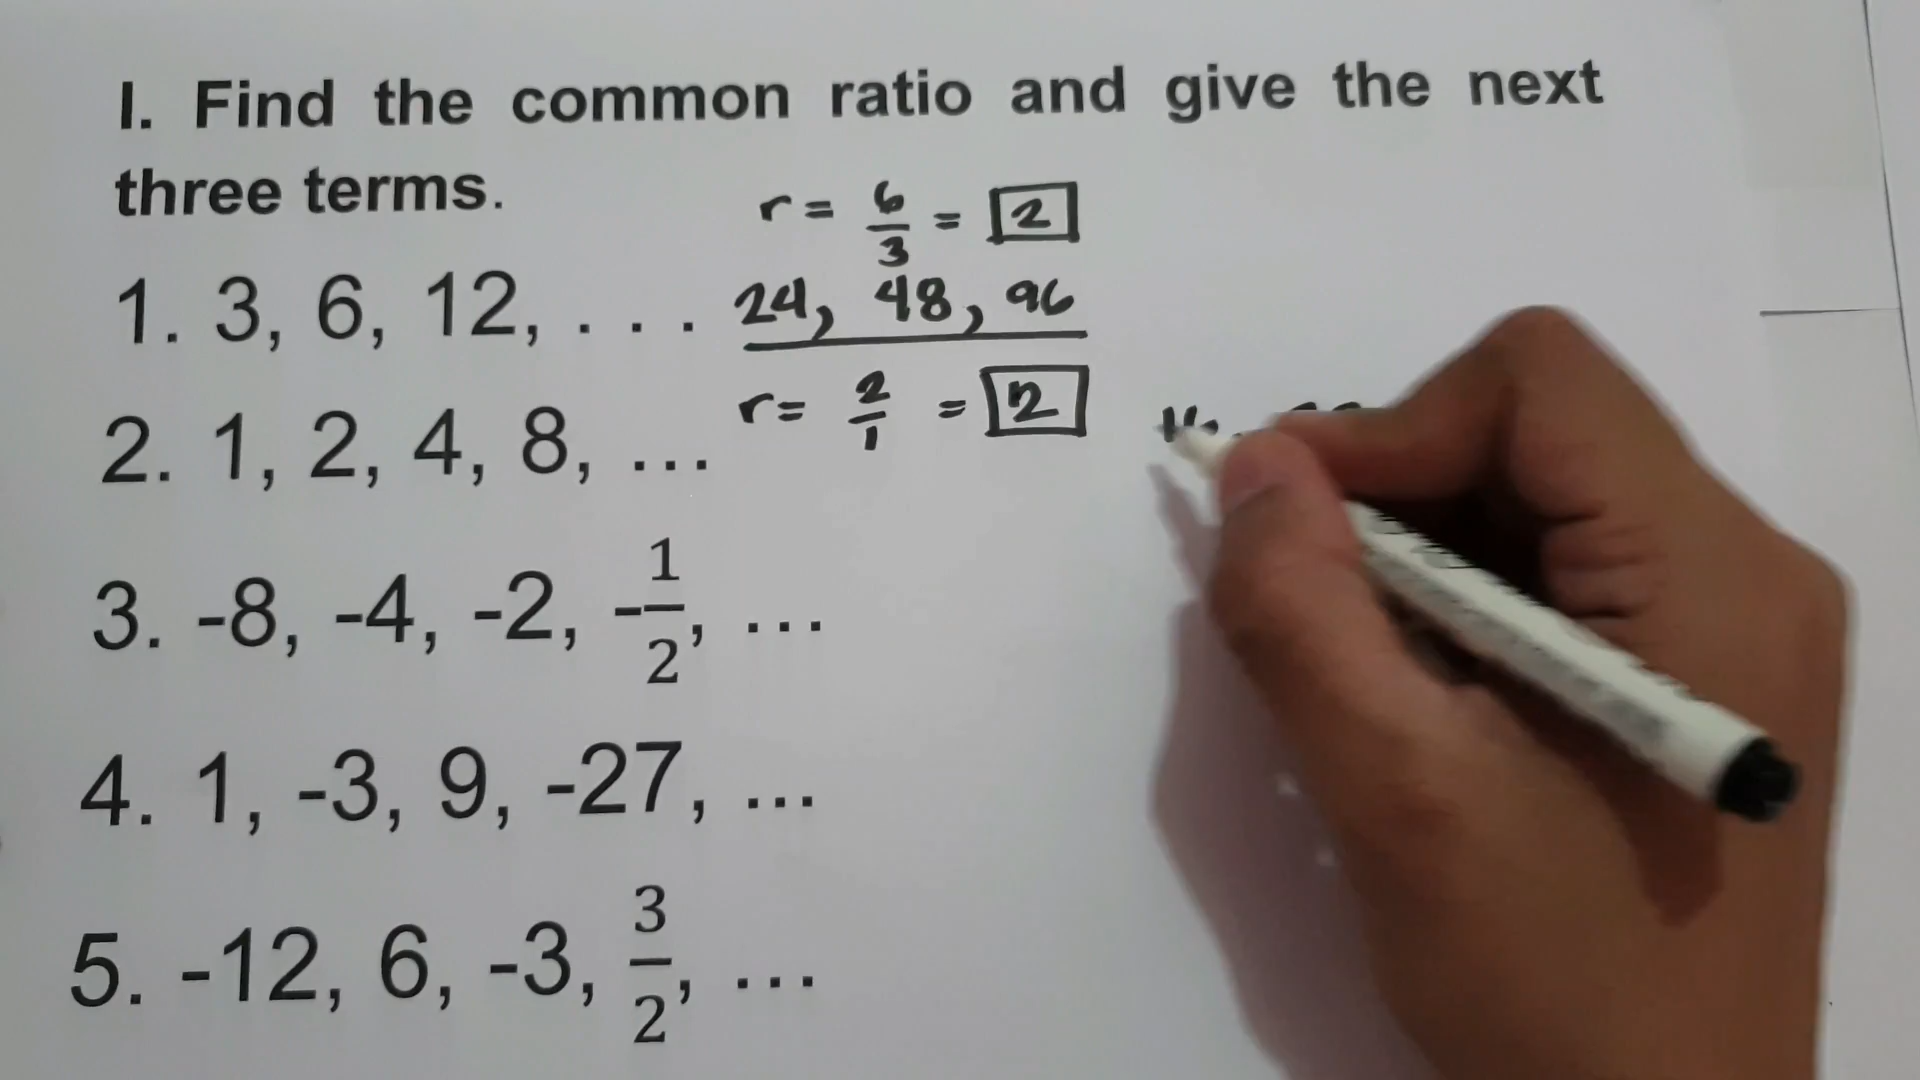 I. Find the common ratio and give the next
three terms.
r = 6/3 = 2
1. 3, 6, 12, . . . 24, 48, 96
2. 1, 2, 4, 8, ... r = 2/1 = 2
3. -8, -4, -2, -1/2, ...
4. 1, -3, 9, -27, ...
5. -12, 6, -3, 3/2, ...